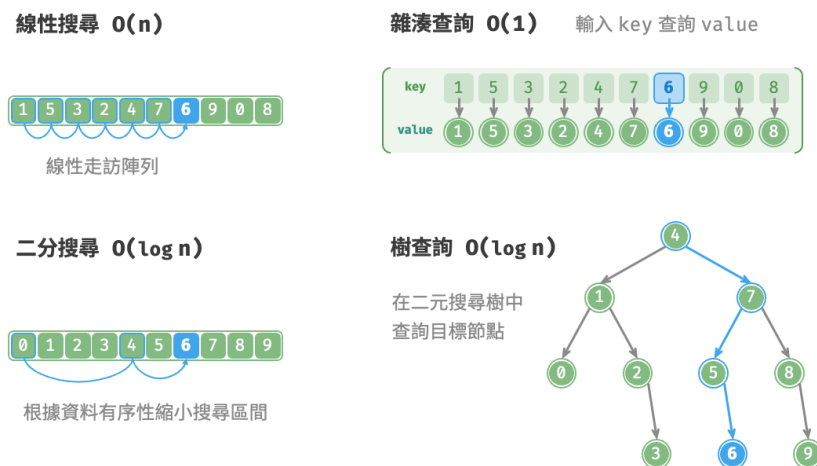 線性搜尋 O(n)
1 5 3 2 4 7 6 9 0 8
線性走訪陣列
雜湊查詢 O(1) 輸入 key 查詢 value
key 1 5 3 2 4 7 6 9 0 8
value 1 5 3 2 4 7 6 9 0 8
二分搜尋 O(log n)
0 1 2 3 4 5 6 7 8 9
根據資料有序性縮小搜尋區間
樹查詢 O(log n)
在二元搜尋樹中
查詢目標節點
4
1 7
0 2 5 8
3 6 9